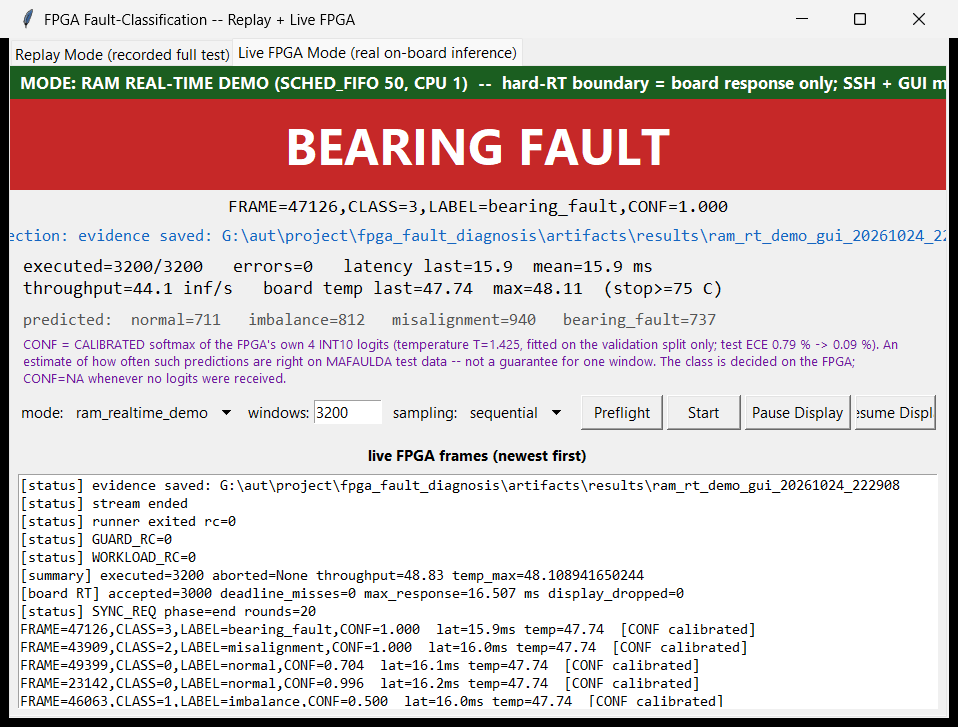 FPGA Fault-Classification -- Replay + Live FPGA
Replay Mode (recorded full test) Live FPGA Mode (real on-board inference)
MODE: RAM REAL-TIME DEMO (SCHED_FIFO 50, CPU 1) -- hard-RT boundary = board response only; SSH + GUI m
BEARING FAULT
FRAME=47126,CLASS=3,LABEL=bearing_fault,CONF=1.000
ection: evidence saved: G:\aut\project\fpga_fault_diagnosis\artifacts\results\ram_rt_demo_gui_20261024_22
executed=3200/3200 errors=0 latency last=15.9 mean=15.9 ms
throughput=44.1 inf/s board temp last=47.74 max=48.11 (stop>=75 C)
predicted: normal=711 imbalance=812 misalignment=940 bearing_fault=737
CONF = CALIBRATED softmax of the FPGA's own 4 INT10 logits (temperature T=1.425, fitted on the validation split only; test ECE 0.79 % -> 0.09 %). An
estimate of how often such predictions are right on MAFAULDA test data -- not a guarantee for one window. The class is decided on the FPGA;
CONF=NA whenever no logits were received.
mode: ram_realtime_demo windows: 3200 sampling: sequential Preflight Start Pause Display esume Displ
live FPGA frames (newest first)
[status] evidence saved: G:\aut\project\fpga_fault_diagnosis\artifacts\results\ram_rt_demo_gui_20261024_222908
[status] stream ended
[status] runner exited rc=0
[status] GUARD_RC=0
[status] WORKLOAD_RC=0
[summary] executed=3200 aborted=None throughput=48.83 temp_max=48.108941650244
[board RT] accepted=3000 deadline_misses=0 max_response=16.507 ms display_dropped=0
[status] SYNC_REQ phase=end rounds=20
FRAME=47126,CLASS=3,LABEL=bearing_fault,CONF=1.000 lat=15.9ms temp=47.74 [CONF calibrated]
FRAME=43909,CLASS=2,LABEL=misalignment,CONF=1.000 lat=16.0ms temp=47.74 [CONF calibrated]
FRAME=49399,CLASS=0,LABEL=normal,CONF=0.704 lat=16.1ms temp=47.74 [CONF calibrated]
FRAME=23142,CLASS=0,LABEL=normal,CONF=0.996 lat=16.2ms temp=47.74 [CONF calibrated]
FRAME=46063,CLASS=1,LABEL=imbalance,CONF=0.500 lat=16.0ms temp=47.74 [CONF calibrated]